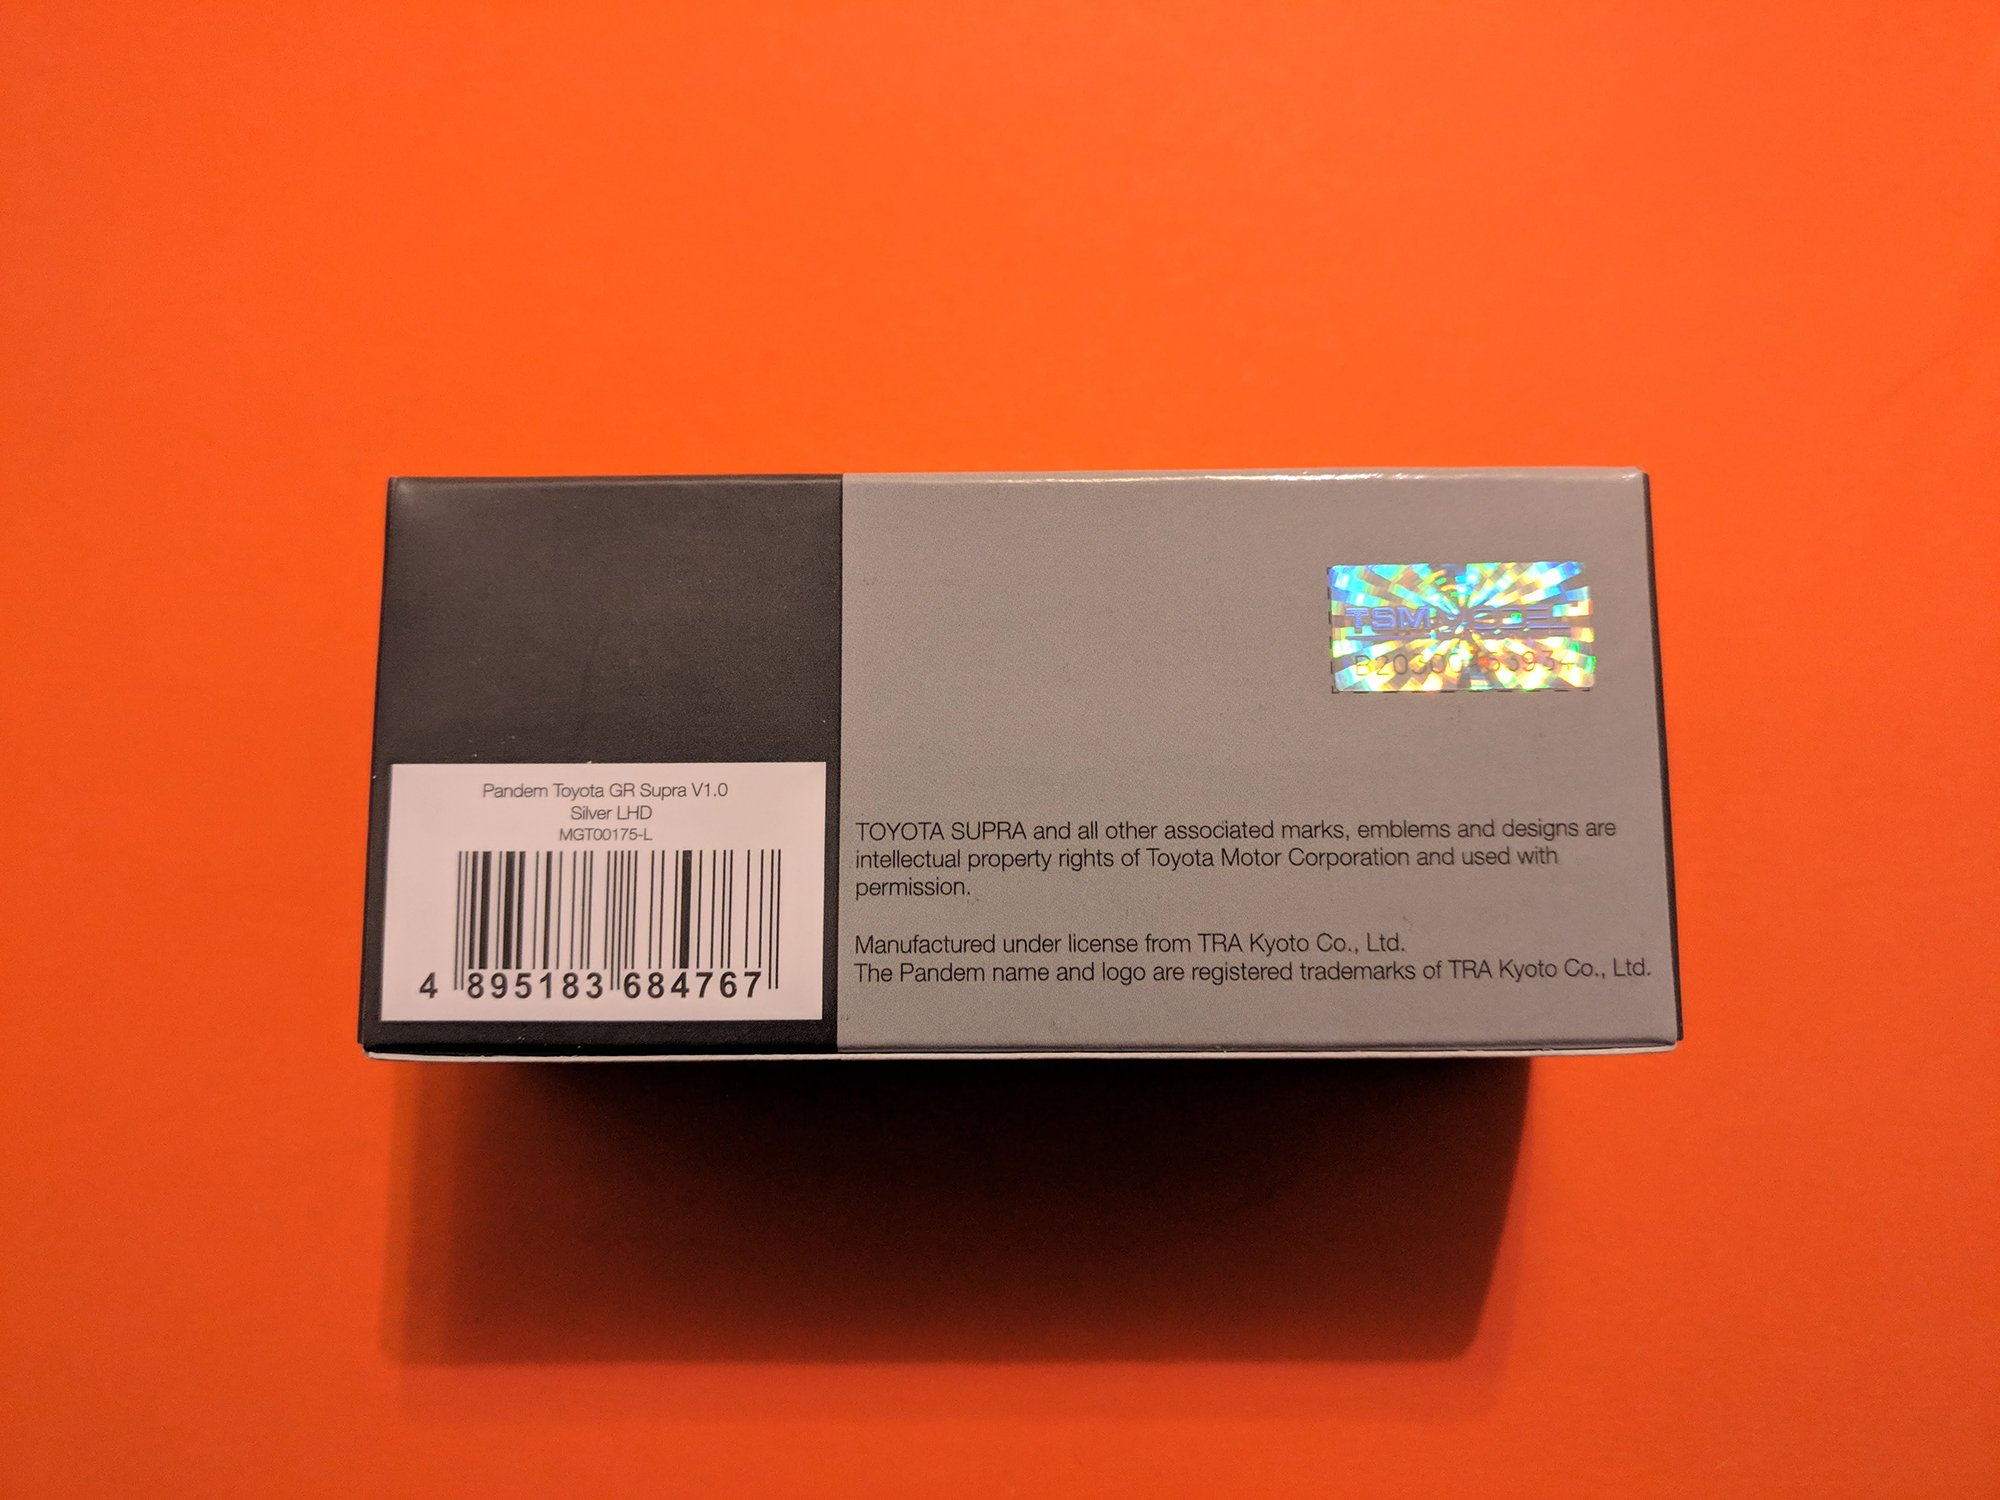 TSM MODEL
Pandem Toyota GR Supra V1.0
Silver LHD
MGT00175-L
4 895183 684767
TOYOTA SUPRA and all other associated marks, emblems and designs are
intellectual property rights of Toyota Motor Corporation and used with
permission.
Manufactured under license from TRA Kyoto Co., Ltd.
The Pandem name and logo are registered trademarks of TRA Kyoto Co., Ltd.